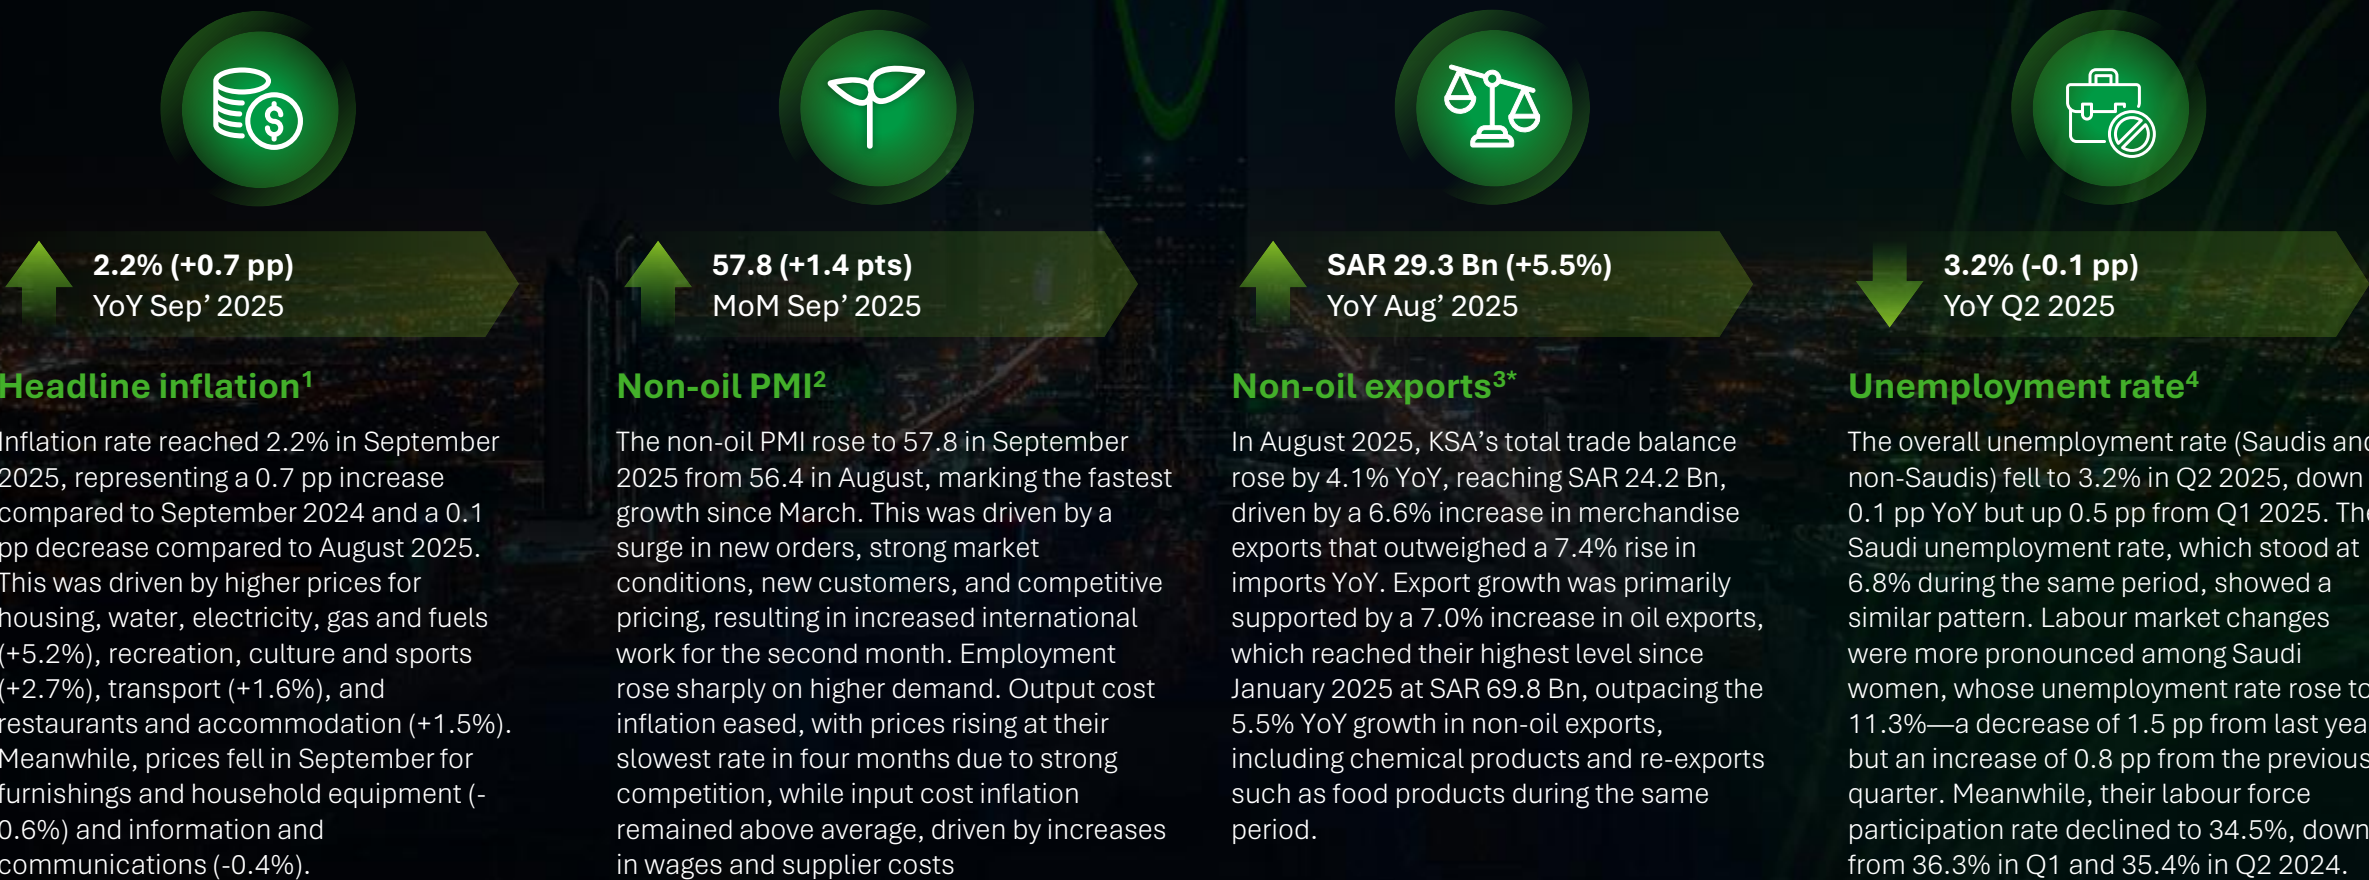 2.2% (+0.7 pp)
YoY Sep’ 2025
Headline inflation¹
Inflation rate reached 2.2% in September
2025, representing a 0.7 pp increase
compared to September 2024 and a 0.1
pp decrease compared to August 2025.
This was driven by higher prices for
housing, water, electricity, gas and fuels
(+5.2%), recreation, culture and sports
(+2.7%), transport (+1.6%), and
restaurants and accommodation (+1.5%).
Meanwhile, prices fell in September for
furnishings and household equipment (-
0.6%) and information and
communications (-0.4%).
57.8 (+1.4 pts)
MoM Sep’ 2025
Non-oil PMI²
The non-oil PMI rose to 57.8 in September
2025 from 56.4 in August, marking the fastest
growth since March. This was driven by a
surge in new orders, strong market
conditions, new customers, and competitive
pricing, resulting in increased international
work for the second month. Employment
rose sharply on higher demand. Output cost
inflation eased, with prices rising at their
slowest rate in four months due to strong
competition, while input cost inflation
remained above average, driven by increases
in wages and supplier costs
SAR 29.3 Bn (+5.5%)
YoY Aug’ 2025
Non-oil exports³*
In August 2025, KSA’s total trade balance
rose by 4.1% YoY, reaching SAR 24.2 Bn,
driven by a 6.6% increase in merchandise
exports that outweighed a 7.4% rise in
imports YoY. Export growth was primarily
supported by a 7.0% increase in oil exports,
which reached their highest level since
January 2025 at SAR 69.8 Bn, outpacing the
5.5% YoY growth in non-oil exports,
including chemical products and re-exports
such as food products during the same
period.
3.2% (-0.1 pp)
YoY Q2 2025
Unemployment rate⁴
The overall unemployment rate (Saudis and
non-Saudis) fell to 3.2% in Q2 2025, down
0.1 pp YoY but up 0.5 pp from Q1 2025. The
Saudi unemployment rate, which stood at
6.8% during the same period, showed a
similar pattern. Labour market changes
were more pronounced among Saudi
women, whose unemployment rate rose to
11.3%—a decrease of 1.5 pp from last year
but an increase of 0.8 pp from the previous
quarter. Meanwhile, their labour force
participation rate declined to 34.5%, down
from 36.3% in Q1 and 35.4% in Q2 2024.